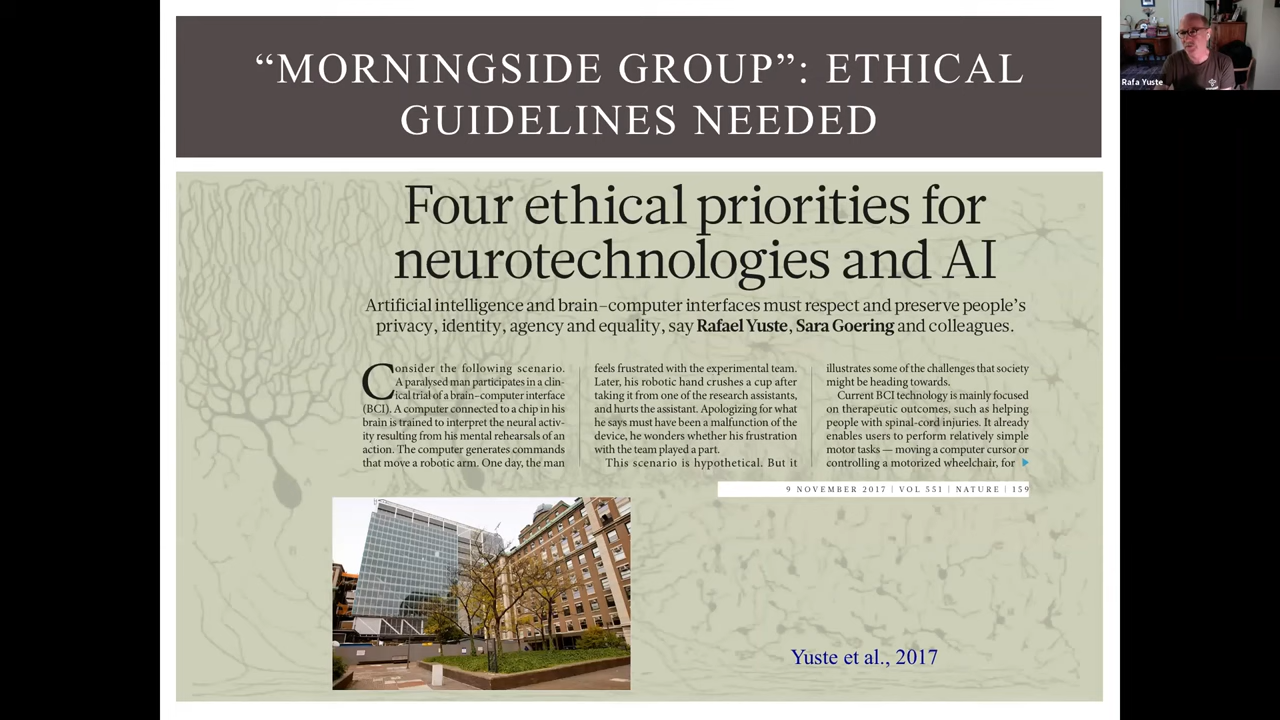 “MORNINGSIDE GROUP”: ETHICAL
GUIDELINES NEEDED
Rafa Yuste
Four ethical priorities for
neurotechnologies and AI
Artificial intelligence and brain–computer interfaces must respect and preserve people’s
privacy, identity, agency and equality, say Rafael Yuste, Sara Goering and colleagues.
Consider the following scenario.
A paralysed man participates in a clin-
ical trial of a brain–computer interface
(BCI). A computer connected to a chip in his
brain is trained to interpret the neural activ-
ity resulting from his mental rehearsals of an
action. The computer generates commands
that move a robotic arm. One day, the man
feels frustrated with the experimental team.
Later, his robotic hand crushes a cup after
taking it from one of the research assistants,
and hurts the assistant. Apologizing for what
he says must have been a malfunction of the
device, he wonders whether his frustration
with the team played a part.
This scenario is hypothetical. But it
illustrates some of the challenges that society
might be heading towards.
Current BCI technology is mainly focused
on therapeutic outcomes, such as helping
people with spinal-cord injuries. It already
enables users to perform relatively simple
motor tasks — moving a computer cursor or
controlling a motorized wheelchair, for
9 NOVEMBER 2017 | VOL 551 | NATURE | 159
Yuste et al., 2017